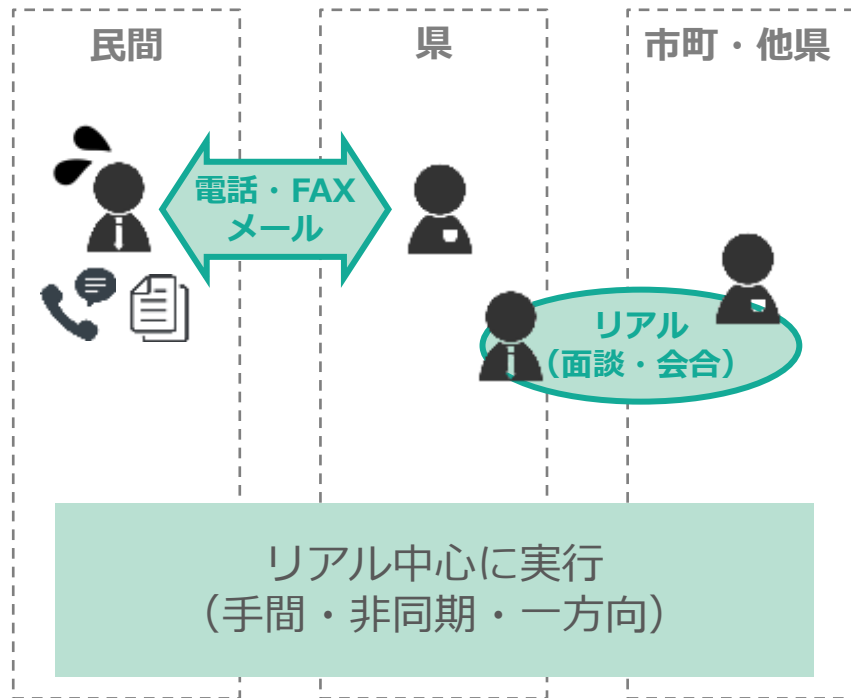 民間
県
市町・他県
電話・FAX
メール
リアル
（面談・会合）
リアル中心に実行
（手間・非同期・一方向）